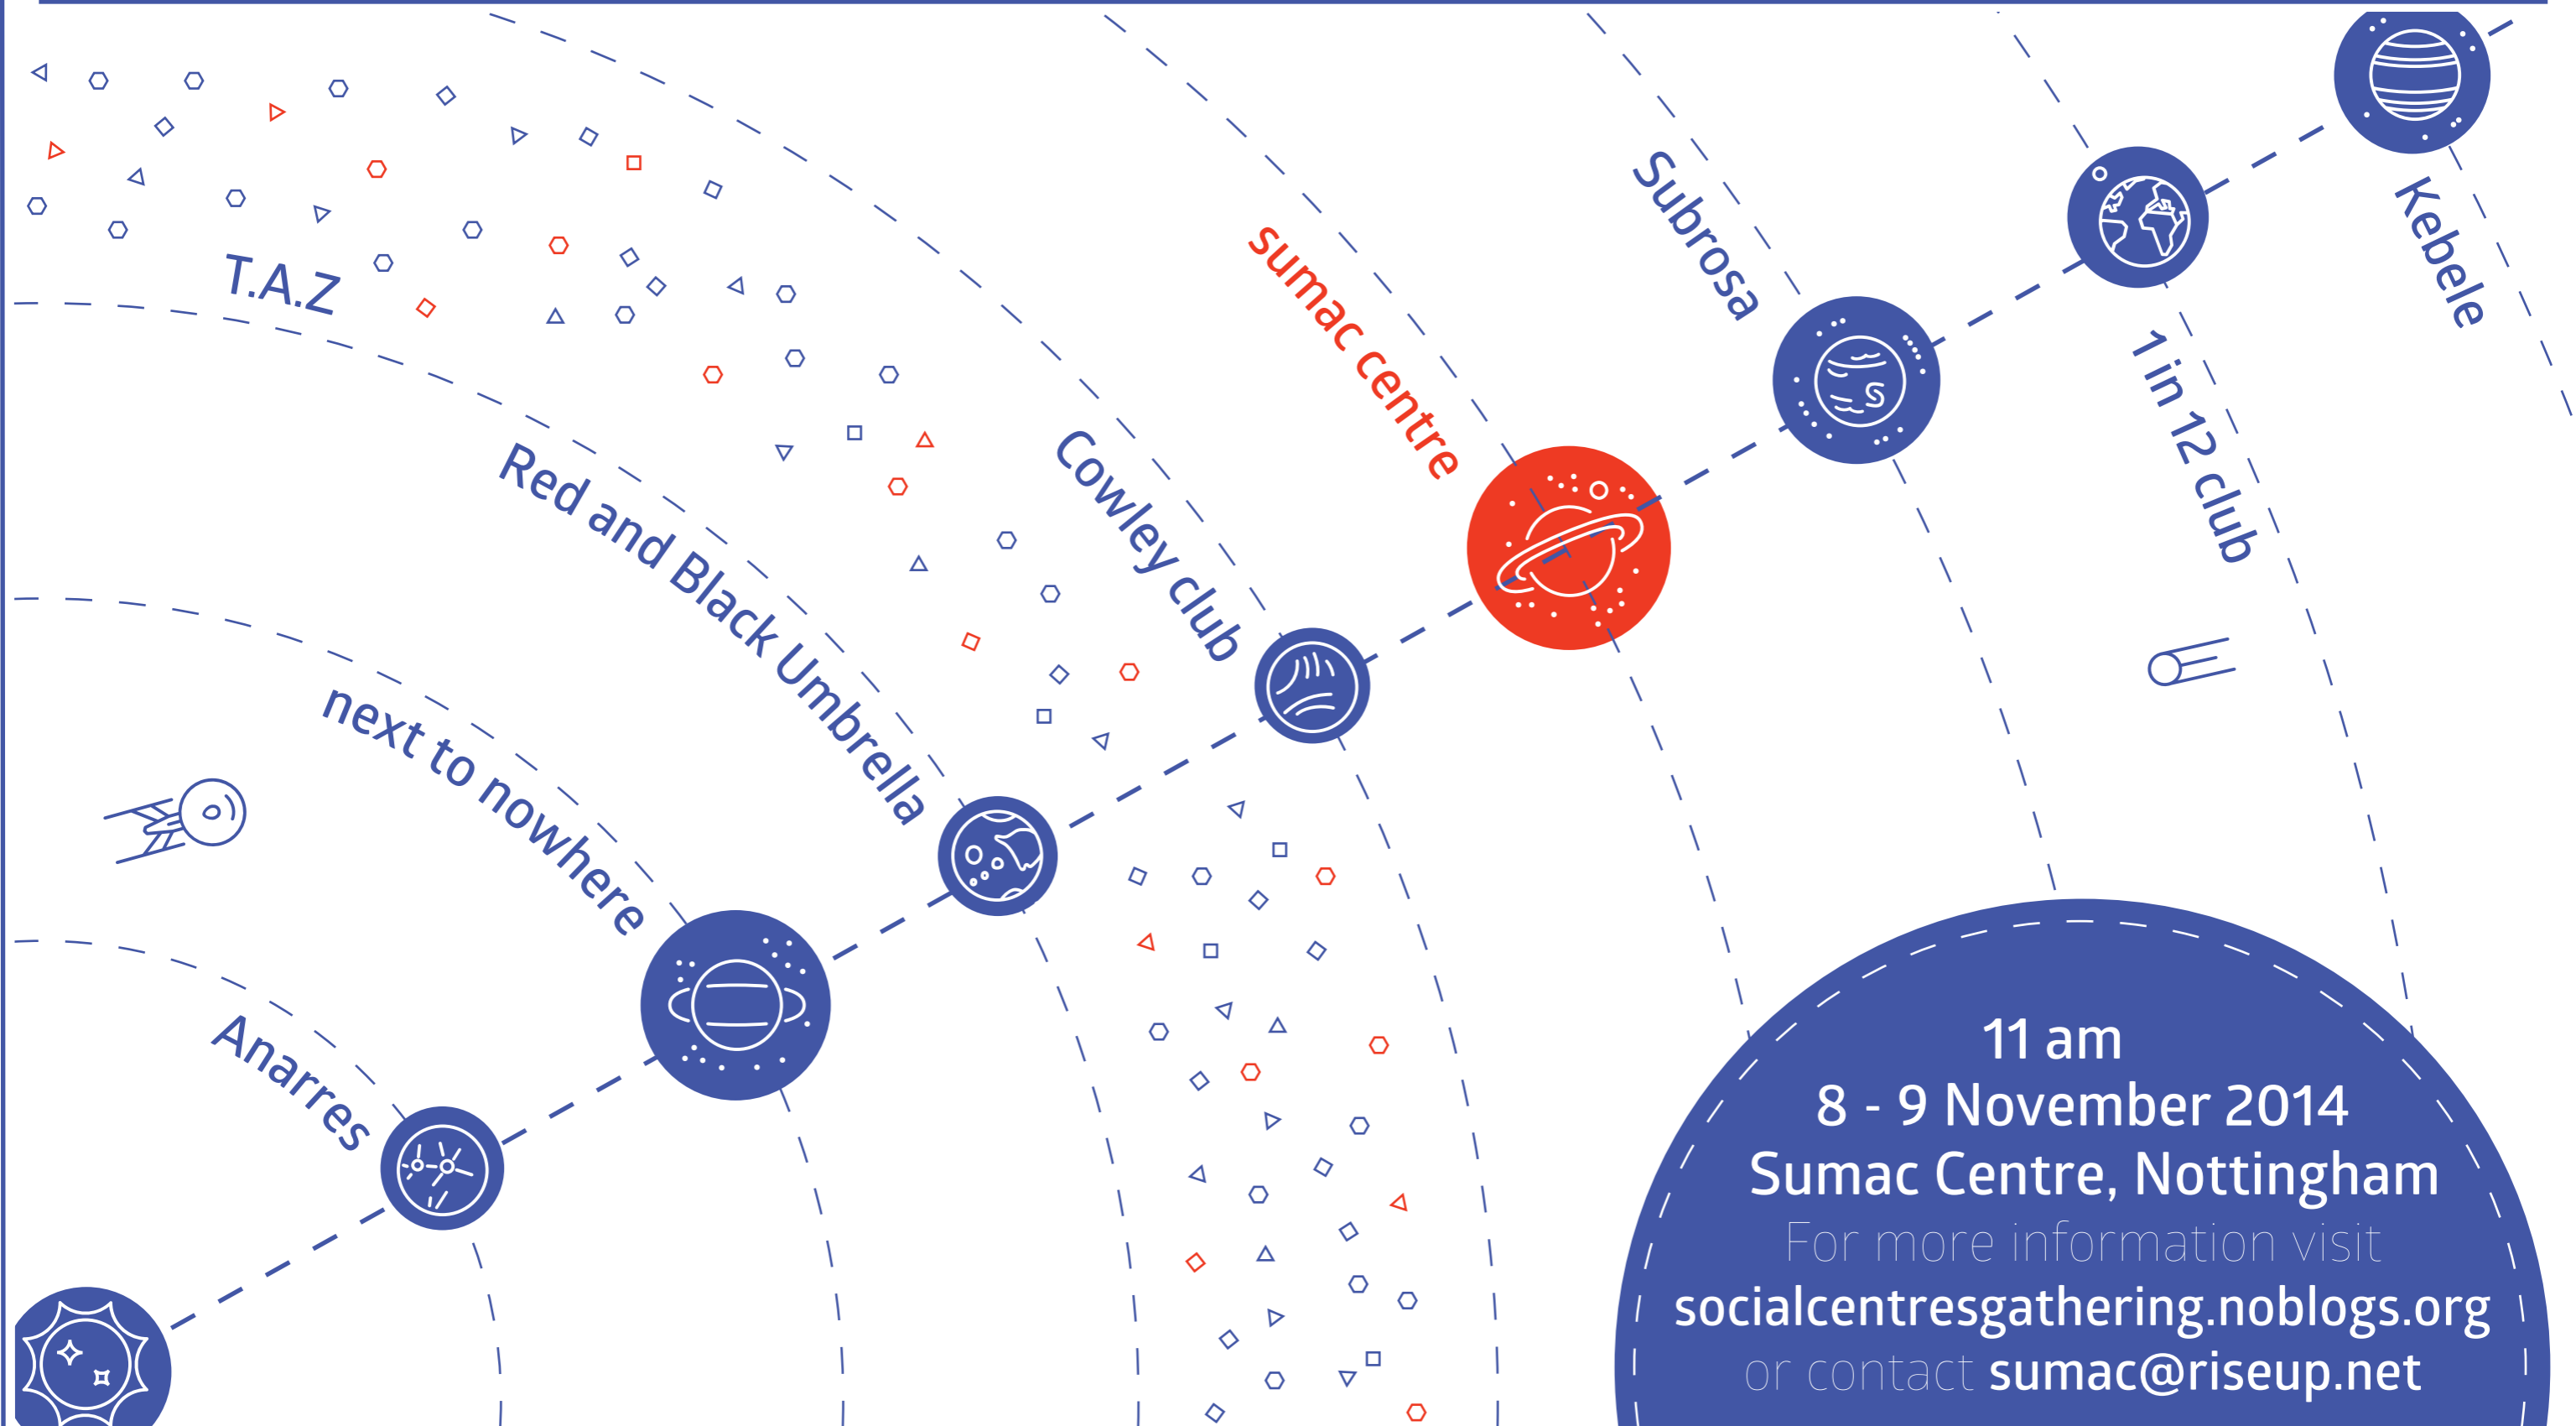 T.A.Z
Red and Black Umbrella
next to nowhere
Anarres
Cowley club
sumac centre
Subrosa
1 in 12 club
Kebele
11 am
8 - 9 November 2014
Sumac Centre, Nottingham
For more information visit
socialcentresgathering.noblogs.org
or contact sumac@riseup.net